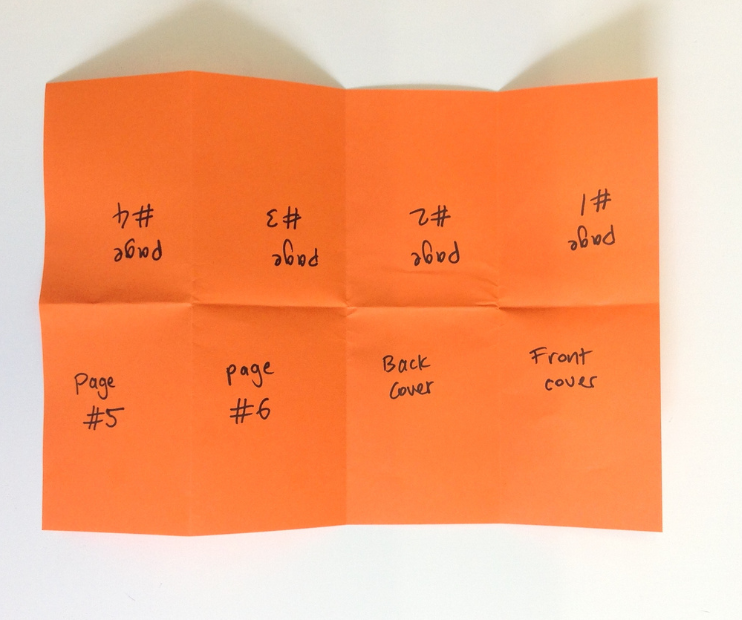 page
#4
page
#3
page
#2
page
#1
Page
#5
page
#6
Back
Cover
Front
cover